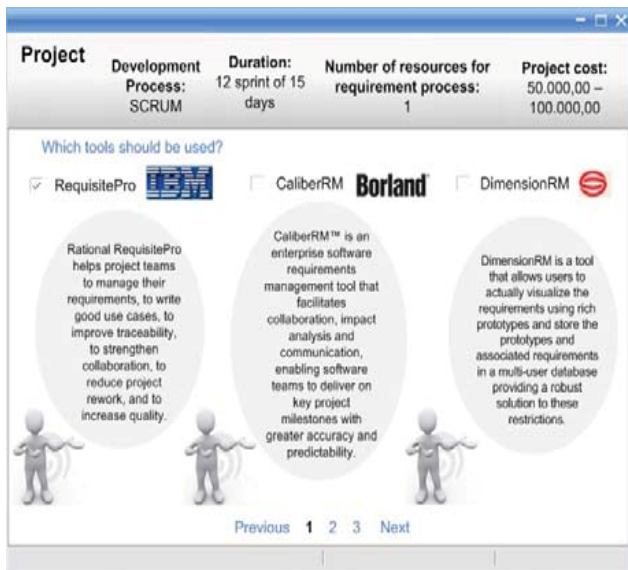 Project
Development
Process:
SCRUM
Duration:
12 sprint of 15
days
Number of resources for
requirement process:
1
Project cost:
50.000,00 –
100.000,00
Which tools should be used?
RequisitePro IBM
CaliberRM Borland
DimensionRM
Rational RequisitePro
helps project teams
to manage their
requirements, to write
good use cases, to
improve traceability,
to strengthen
collaboration, to
reduce project
rework, and to
increase quality.
CaliberRM™ is an
enterprise software
requirements
management tool that
facilitates
collaboration, impact
analysis and
communication,
enabling software
teams to deliver on
key project
milestones with
greater accuracy and
predictability.
DimensionRM is a tool
that allows users to
actually visualize the
requirements using rich
prototypes and store the
prototypes and
associated requirements
in a multi-user database
providing a robust
solution to these
restrictions.
Previous 1 2 3 Next